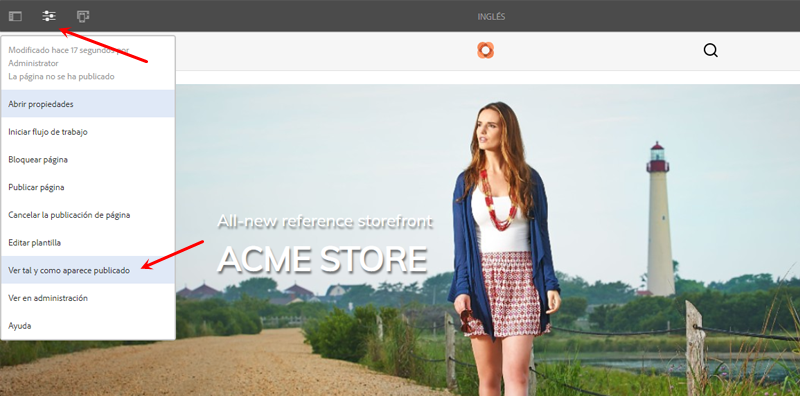 INGLÉS
Modificado hace 17 segundos por
Administrator
La página no se ha publicado
Abrir propiedades
Iniciar flujo de trabajo
Bloquear página
Publicar página
Cancelar la publicación de página
Editar plantilla
Ver tal y como aparece publicado
Ver en administración
Ayuda
All-new reference storefront
ACME STORE